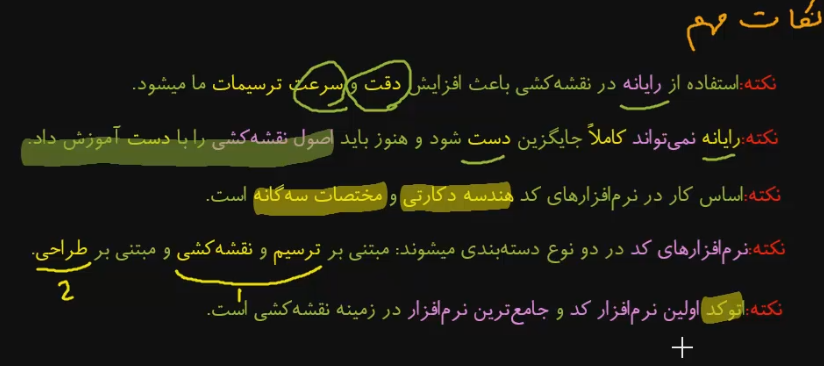 نکات مهم
نکته:استفاده از رایانه در نقشه‌کشی باعث افزایش دقت و سرعت ترسیمات ما میشود.
نکته:رایانه نمی‌تواند کاملاً جایگزین دست شود و هنوز باید اصول نقشه‌کشی را با دست آموزش داد.
نکته:اساس کار در نرم‌افزارهای کد هندسه دکارتی و مختصات سه‌گانه است.
نکته:نرم‌افزارهای کد در دو نوع دسته‌بندی میشوند: مبتنی بر ترسیم و نقشه‌کشی و مبتنی بر طراحی.
1 2
نکته:اتوکد اولین نرم‌افزار کد و جامع‌ترین نرم‌افزار در زمینه نقشه‌کشی است.